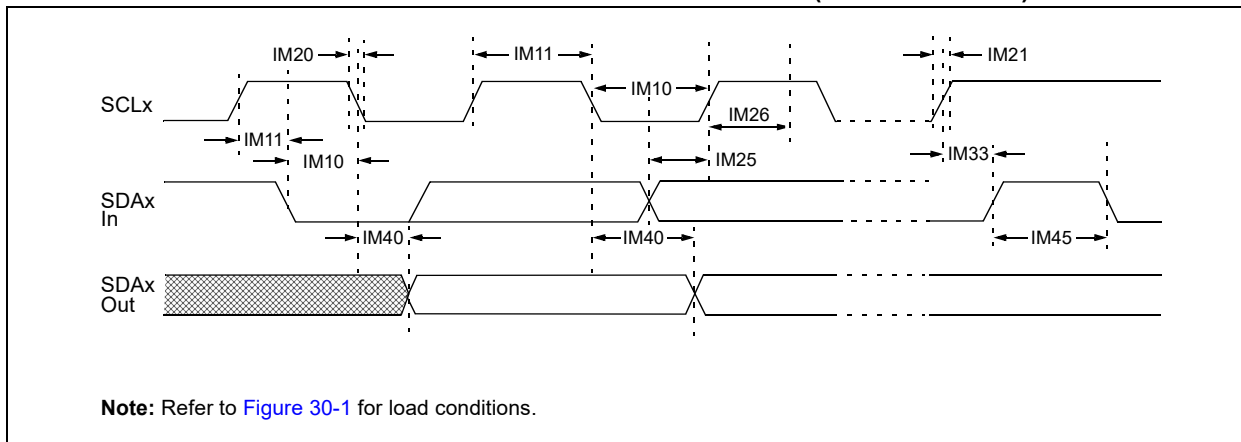 IM20
IM11
IM21
IM10
SCLx
IM26
IM11
IM33
IM10
IM25
SDAx
In
IM40
IM40
IM45
SDAx
Out
Note: Refer to Figure 30-1 for load conditions.